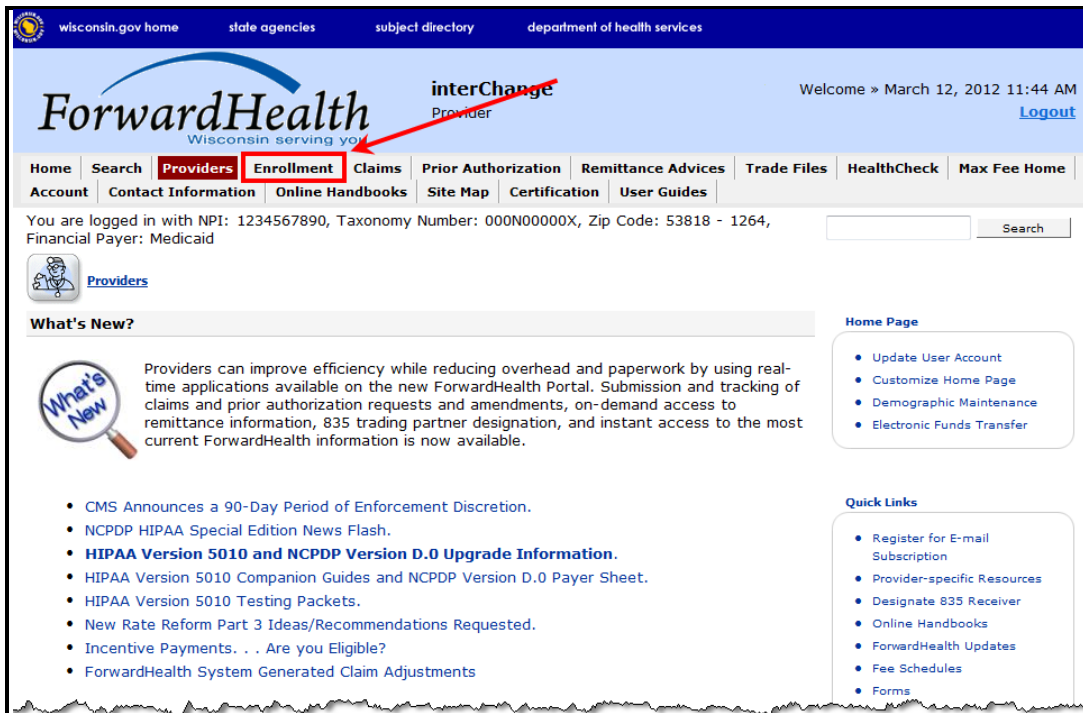 wisconsin.gov home state agencies subject directory department of health services
ForwardHealth
Wisconsin serving you
interChange
Provider
Welcome » March 12, 2012 11:44 AM
Logout
Home Search Providers Enrollment Claims Prior Authorization Remittance Advices Trade Files HealthCheck Max Fee Home
Account Contact Information Online Handbooks Site Map Certification User Guides
You are logged in with NPI: 1234567890, Taxonomy Number: 000N00000X, Zip Code: 53818 - 1264,
Financial Payer: Medicaid
Search
Providers
What's New?
What's
New
Providers can improve efficiency while reducing overhead and paperwork by using real-
time applications available on the new ForwardHealth Portal. Submission and tracking of
claims and prior authorization requests and amendments, on-demand access to
remittance information, 835 trading partner designation, and instant access to the most
current ForwardHealth information is now available.
• CMS Announces a 90-Day Period of Enforcement Discretion.
• NCPDP HIPAA Special Edition News Flash.
• HIPAA Version 5010 and NCPDP Version D.0 Upgrade Information.
• HIPAA Version 5010 Companion Guides and NCPDP Version D.0 Payer Sheet.
• HIPAA Version 5010 Testing Packets.
• New Rate Reform Part 3 Ideas/Recommendations Requested.
• Incentive Payments. . . Are you Eligible?
• ForwardHealth System Generated Claim Adjustments
Home Page
• Update User Account
• Customize Home Page
• Demographic Maintenance
• Electronic Funds Transfer
Quick Links
• Register for E-mail
Subscription
• Provider-specific Resources
• Designate 835 Receiver
• Online Handbooks
• ForwardHealth Updates
• Fee Schedules
• Forms